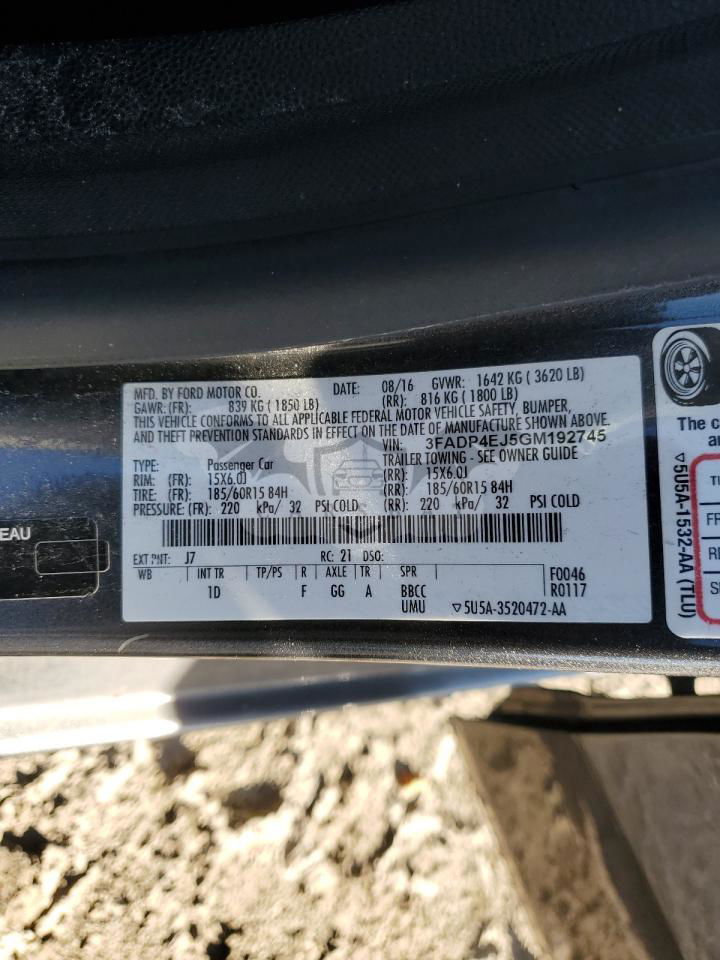 MFD. BY FORD MOTOR CO. DATE: 08/16 GVWR: 1642 KG ( 3620 LB)
GAWR: (FR): 839 KG ( 1850 LB) (RR): 816 KG ( 1800 LB)
THIS VEHICLE CONFORMS TO ALL APPLICABLE FEDERAL MOTOR VEHICLE SAFETY, BUMPER,
AND THEFT PREVENTION STANDARDS IN EFFECT ON THE DATE OF MANUFACTURE SHOWN ABOVE.
VIN: 3FADP4EJ5GM192745
TYPE: Passenger Car TRAILER TOWING - SEE OWNER GUIDE
RIM: (FR): 15X6.0J (RR): 15X6.0J
TIRE: (FR): 185/60R15 84H (RR): 185/60R15 84H
PRESSURE: (FR): 220 kPa/ 32 PSI COLD (RR): 220 kPa/ 32 PSI COLD
EXT PNT: J7 RC: 21 DSO:
WB INT TR TP/PS R AXLE TR SPR F0046
1D F GG A BBCC R0117
UMU ▽5U5A-3520472-AA
EAU
The c
and c
▽5U5A-1532-AA (TL0)
TI
FR
RE
S